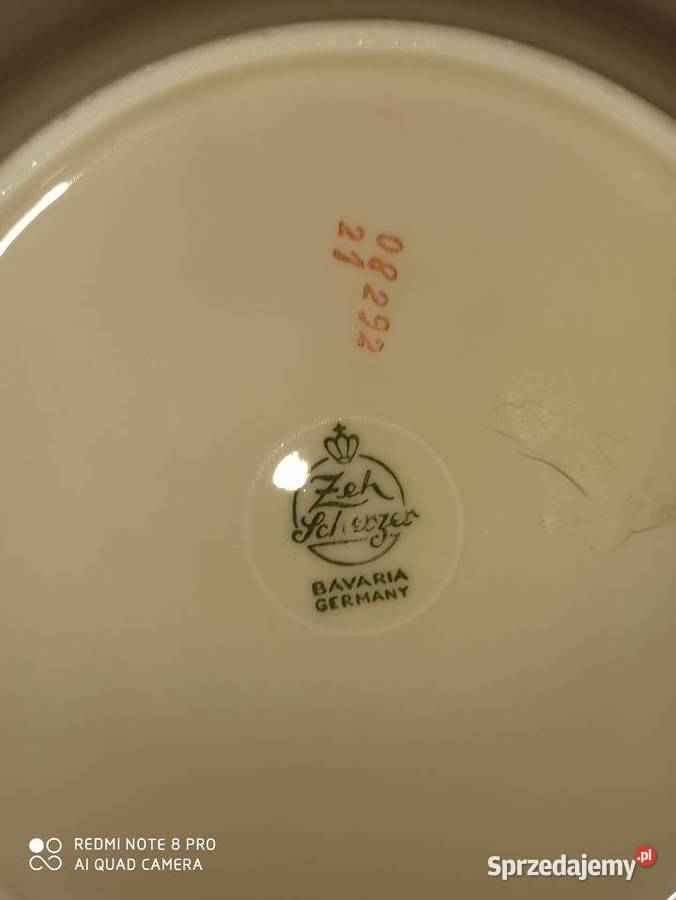 08292
21
Zeh
Scherzer
BAVARIA
GERMANY
REDMI NOTE 8 PRO
AI QUAD CAMERA
Sprzedajemy.pl